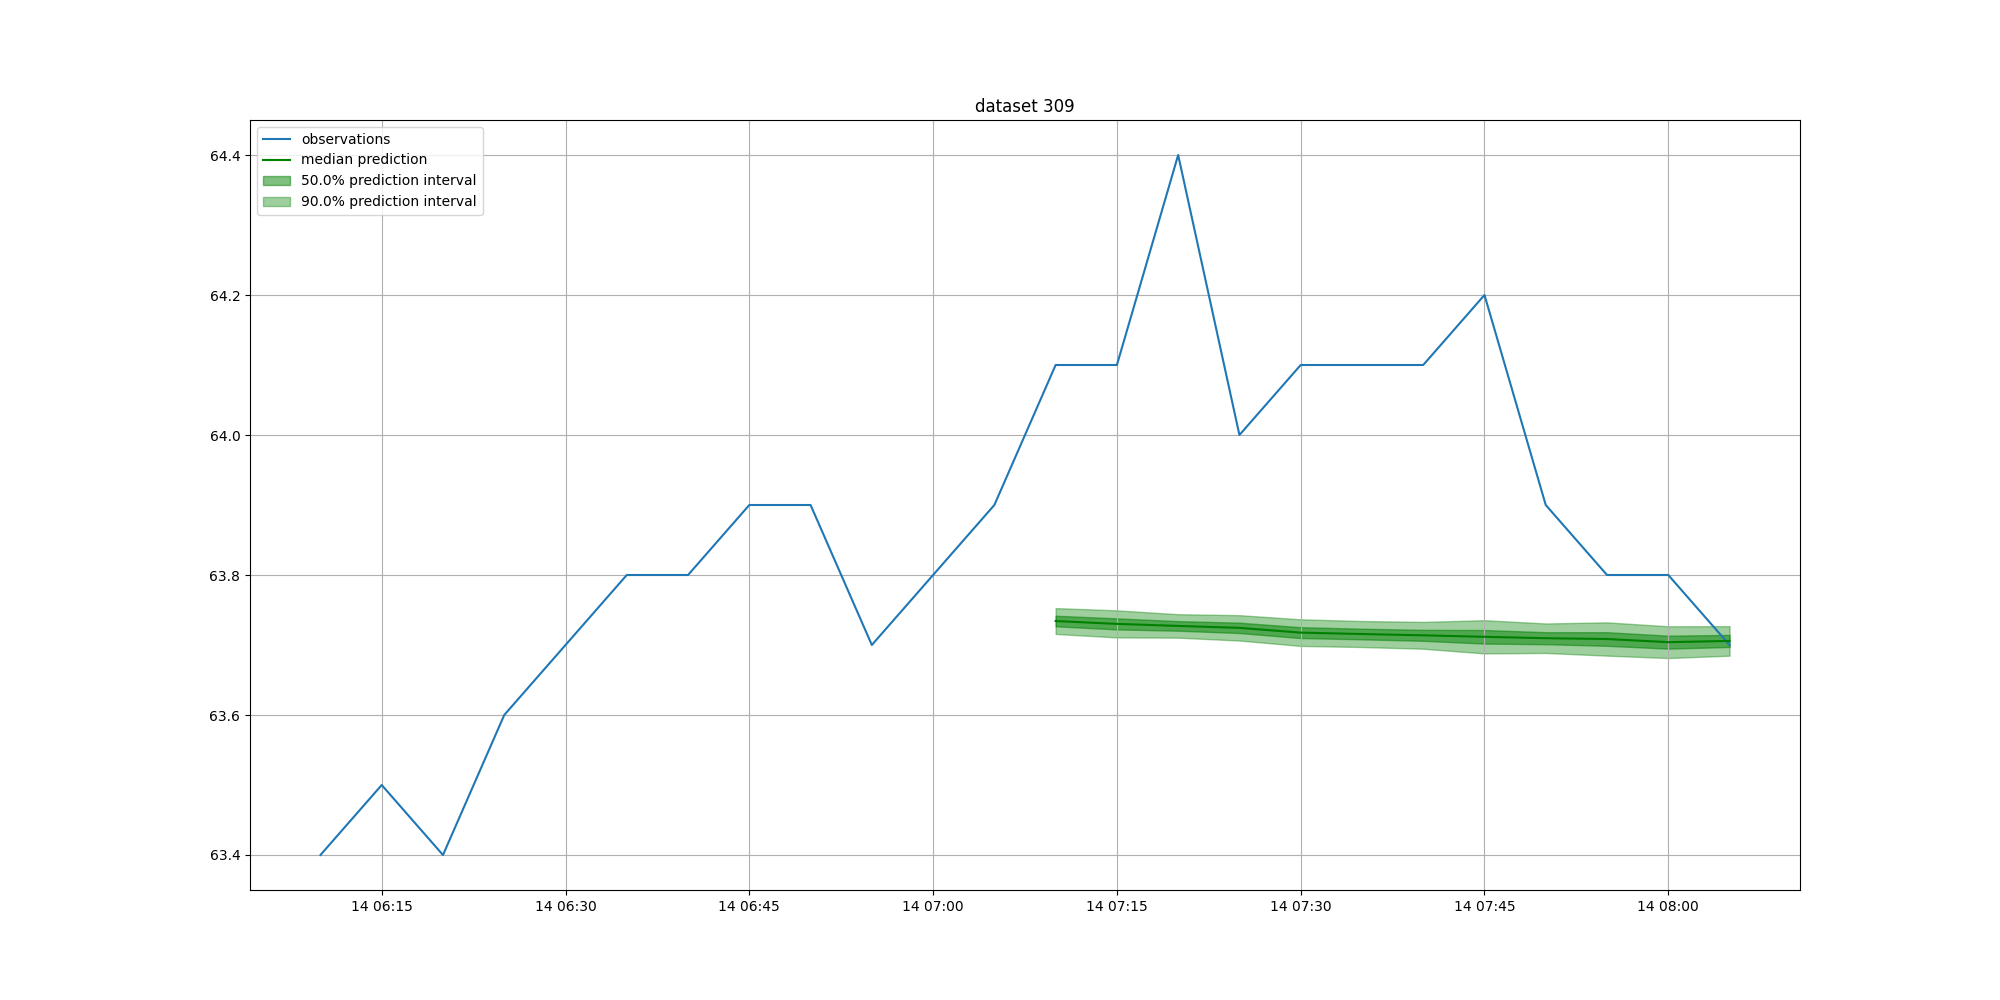 dataset 309
observations
median prediction
50.0% prediction interval
90.0% prediction interval
64.4
64.2
64.0
63.8
63.6
63.4
14 06:15
14 06:30
14 06:45
14 07:00
14 07:15
14 07:30
14 07:45
14 08:00